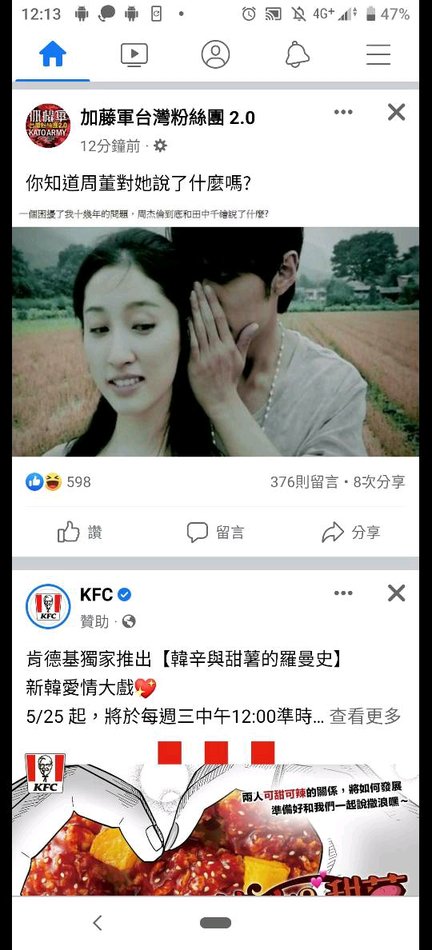 12:13
4G+
47%
加藤軍台灣粉絲團 2.0
12分鐘前
你知道周董對她說了什麼嗎?
一個困擾了我十幾年的問題，周杰倫到底和田中千繪說了什麼?
598
376則留言・8次分享
讚
留言
分享
KFC
贊助
肯德基獨家推出【韓辛與甜薯的羅曼史】
新韓愛情大戲
5/25 起，將於每週三中午12:00準時... 查看更多
KFC
兩人可甜可辣的關係，將如何發展
準備好和我們一起說撒浪嘿~